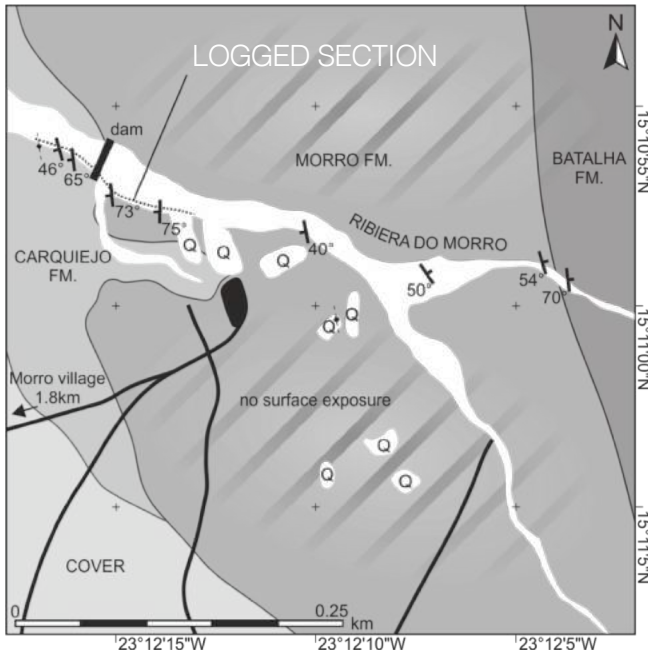 N
LOGGED SECTION
dam
MORRO FM.
BATALHA
FM.
46°
65°
73°
75°
RIBIERA DO MORRO
40°
CARQUIEJO
FM.
Q
Q
Q
50°
54°
70°
Q
Q
Morro village
1.8km
no surface exposure
Q
Q
Q
COVER
0
0.25
km
15°10'55"N
15°11'00"N
15°11'5"N
23°12'15"W
23°12'10"W
23°12'5"W